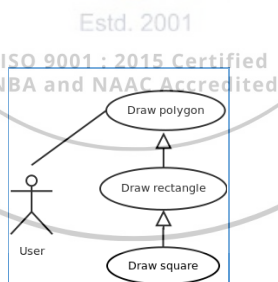 Estd. 2001
ISO 9001 : 2015 Certified
NBA and NAAC Accredited
Draw polygon
Draw rectangle
User
Draw square